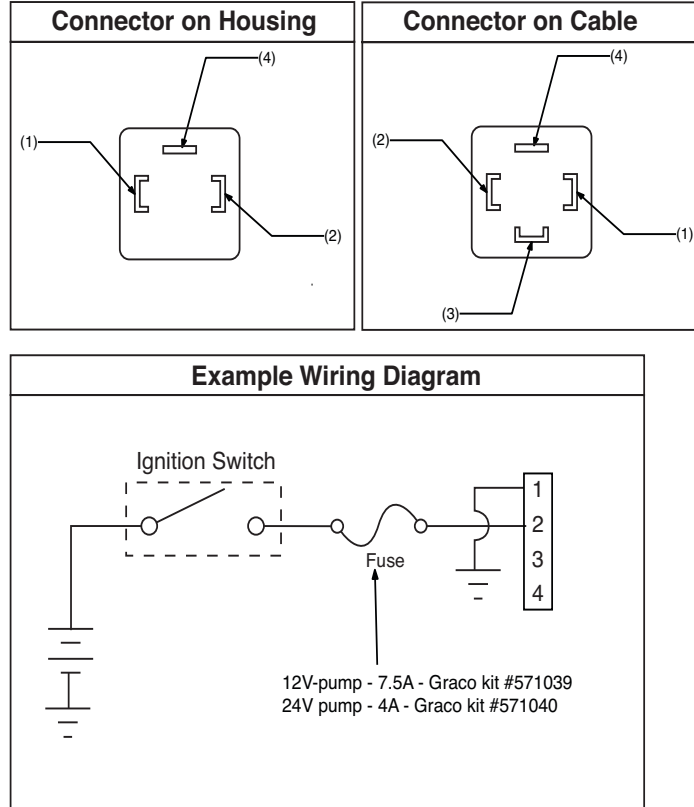 Connector on Housing
(4)
(1)
(2)
Connector on Cable
(4)
(2)
(1)
(3)
Example Wiring Diagram
Ignition Switch
Fuse
1
2
3
4
12V-pump - 7.5A - Graco kit #571039
24V pump - 4A - Graco kit #571040